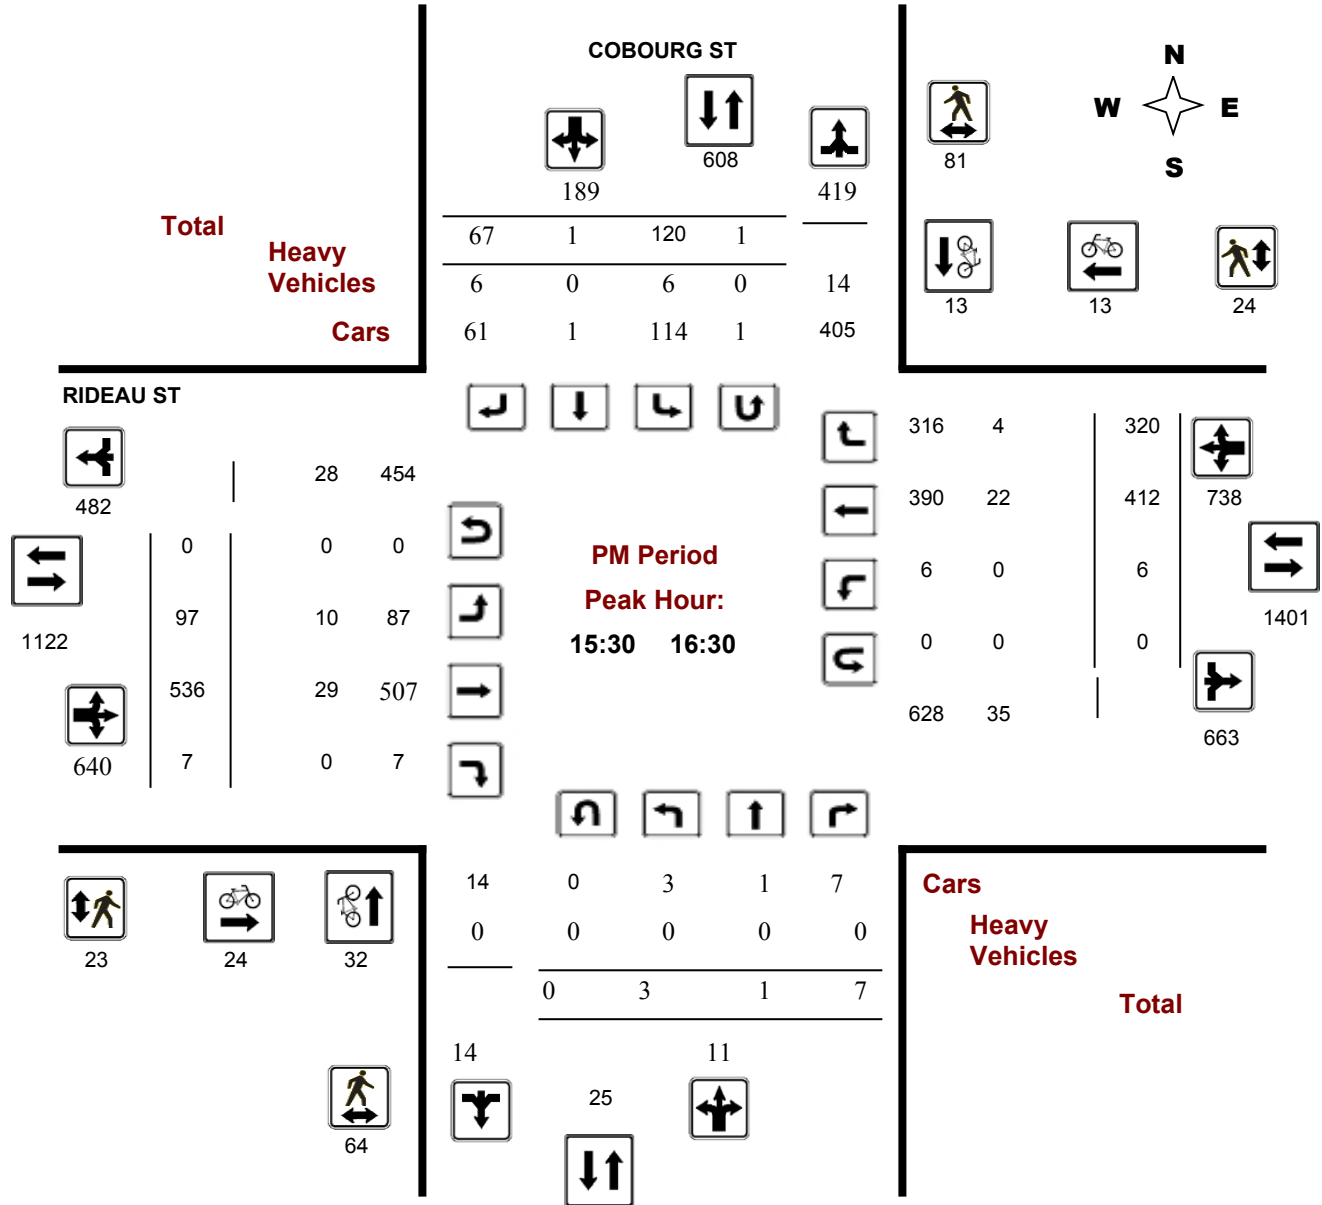 COBOURG ST
N
W E
S
608
81
189 419
Total
67 1 120 1
Heavy
Vehicles
6 0 6 0 14
13 13 24
Cars
61 1 114 1 405
RIDEAU ST
316 4 320
28 454
482
390 22 412 738
0 0 0
PM Period
6 0 6
Peak Hour:
97 10 87
1122
15:30 16:30
0 0 0
1401
536 29 507
628 35
663
640 7 0 7
14 0 3 1 7
Cars
0 0 0 0 0
Heavy
Vehicles
23 24 32
0 3 1 7
Total
14 11
25
64